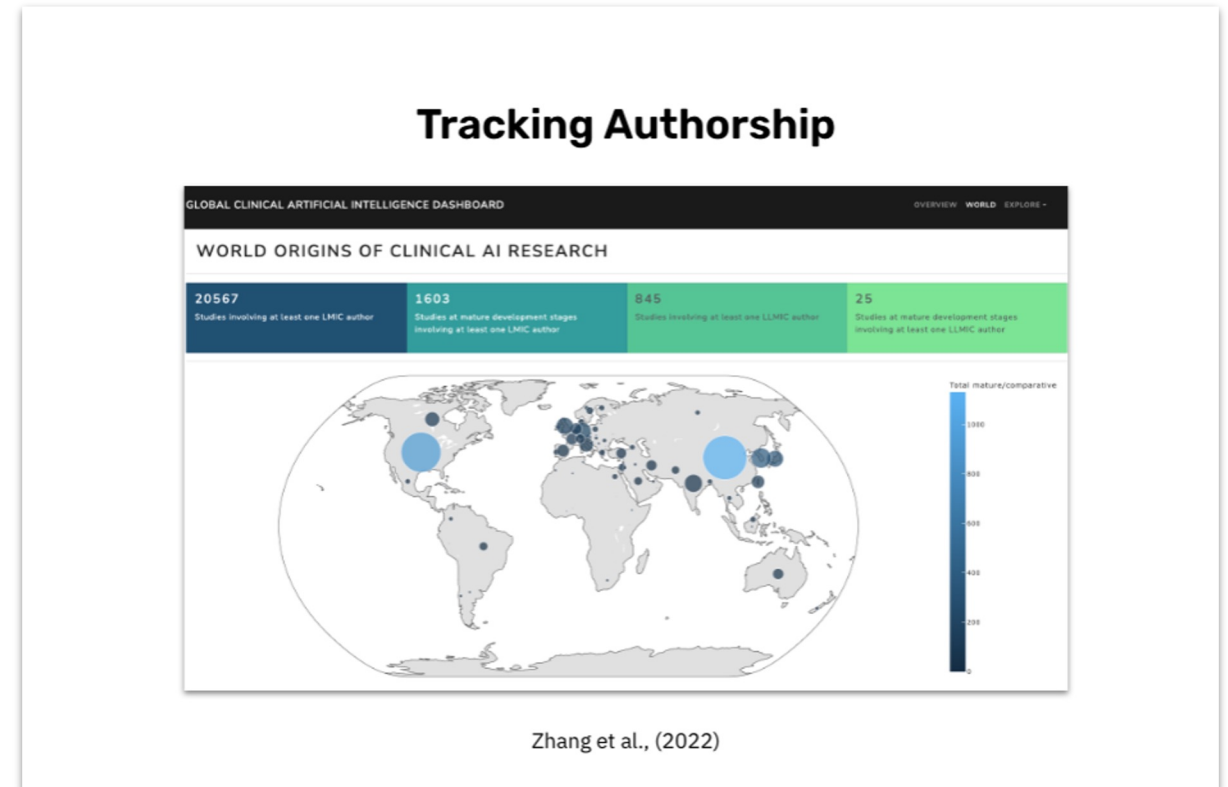 Tracking Authorship
GLOBAL CLINICAL ARTIFICIAL INTELLIGENCE DASHBOARD
OVERVIEW WORLD EXPLORE
WORLD ORIGINS OF CLINICAL AI RESEARCH
20567
Studies involving at least one LMIC author
1603
Studies at mature development stages
involving at least one LMIC author
845
Studies involving at least one LLMIC author
25
Studies at mature development stages
involving at least one LLMIC author
Total mature/comparative
1000
800
600
400
200
0
Zhang et al., (2022)